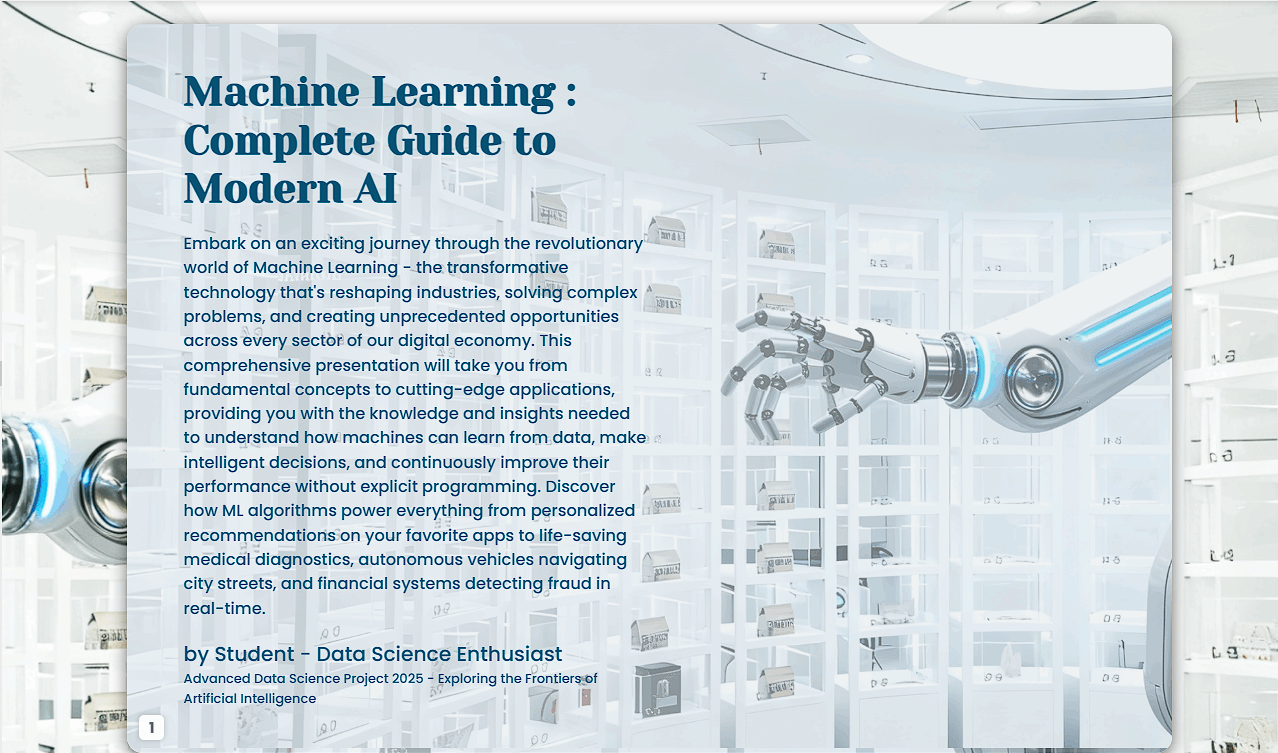 Machine Learning :
Complete Guide to
Modern AI
Embark on an exciting journey through the revolutionary
world of Machine Learning - the transformative
technology that's reshaping industries, solving complex
problems, and creating unprecedented opportunities
across every sector of our digital economy. This
comprehensive presentation will take you from
fundamental concepts to cutting-edge applications,
providing you with the knowledge and insights needed
to understand how machines can learn from data, make
intelligent decisions, and continuously improve their
performance without explicit programming. Discover
how ML algorithms power everything from personalized
recommendations on your favorite apps to life-saving
medical diagnostics, autonomous vehicles navigating
city streets, and financial systems detecting fraud in
real-time.
by Student - Data Science Enthusiast
Advanced Data Science Project 2025 - Exploring the Frontiers of
Artificial Intelligence
1